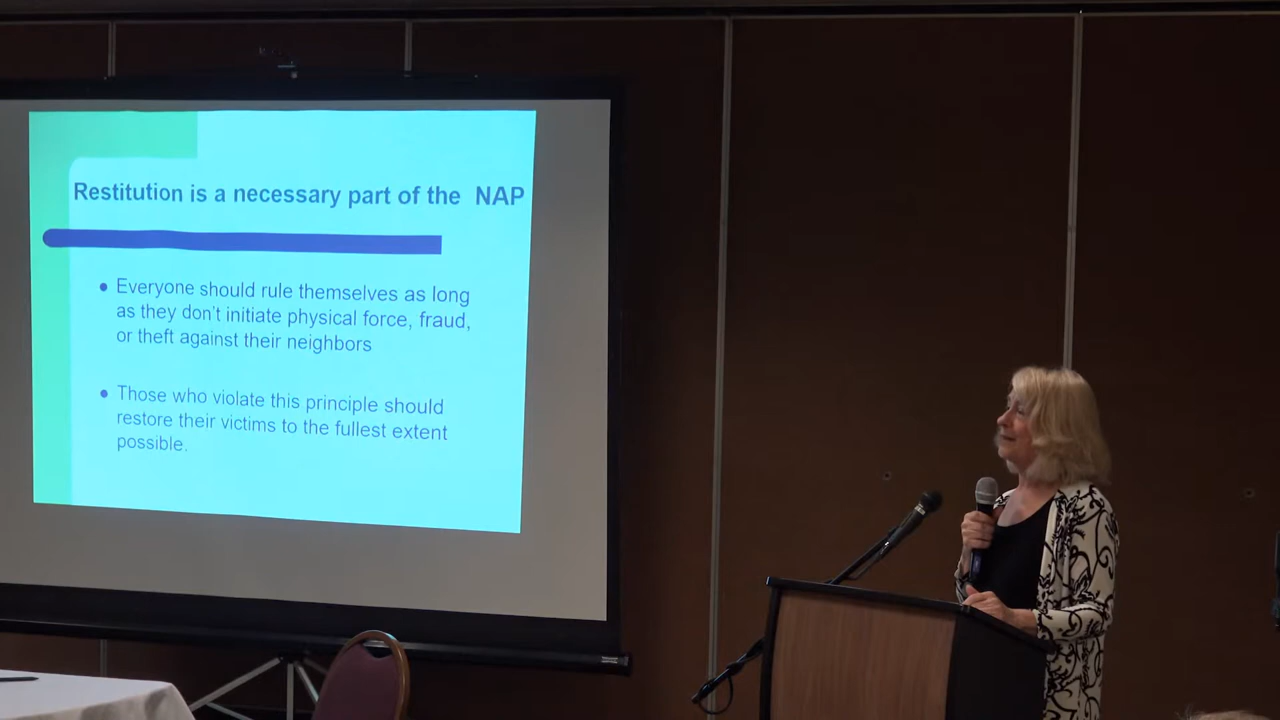 Restitution is a necessary part of the NAP
• Everyone should rule themselves as long
as they don't initiate physical force, fraud,
or theft against their neighbors
• Those who violate this principle should
restore their victims to the fullest extent
possible.